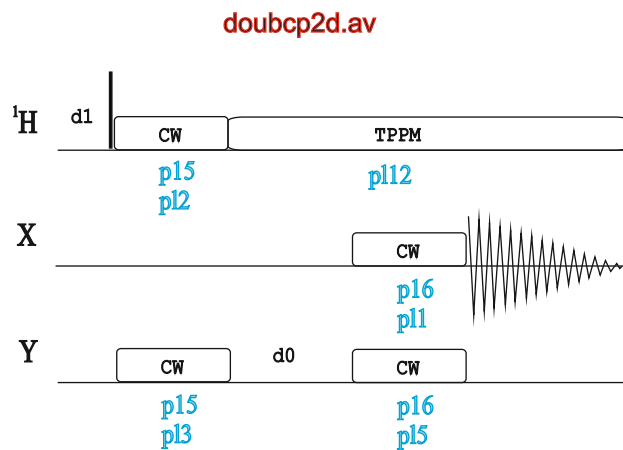 doubcp2d.av
1H d1 CW TPPM
p15 pl12
pl2
X CW
p16
pl1
Y CW d0 CW
p15 p16
pl3 pl5